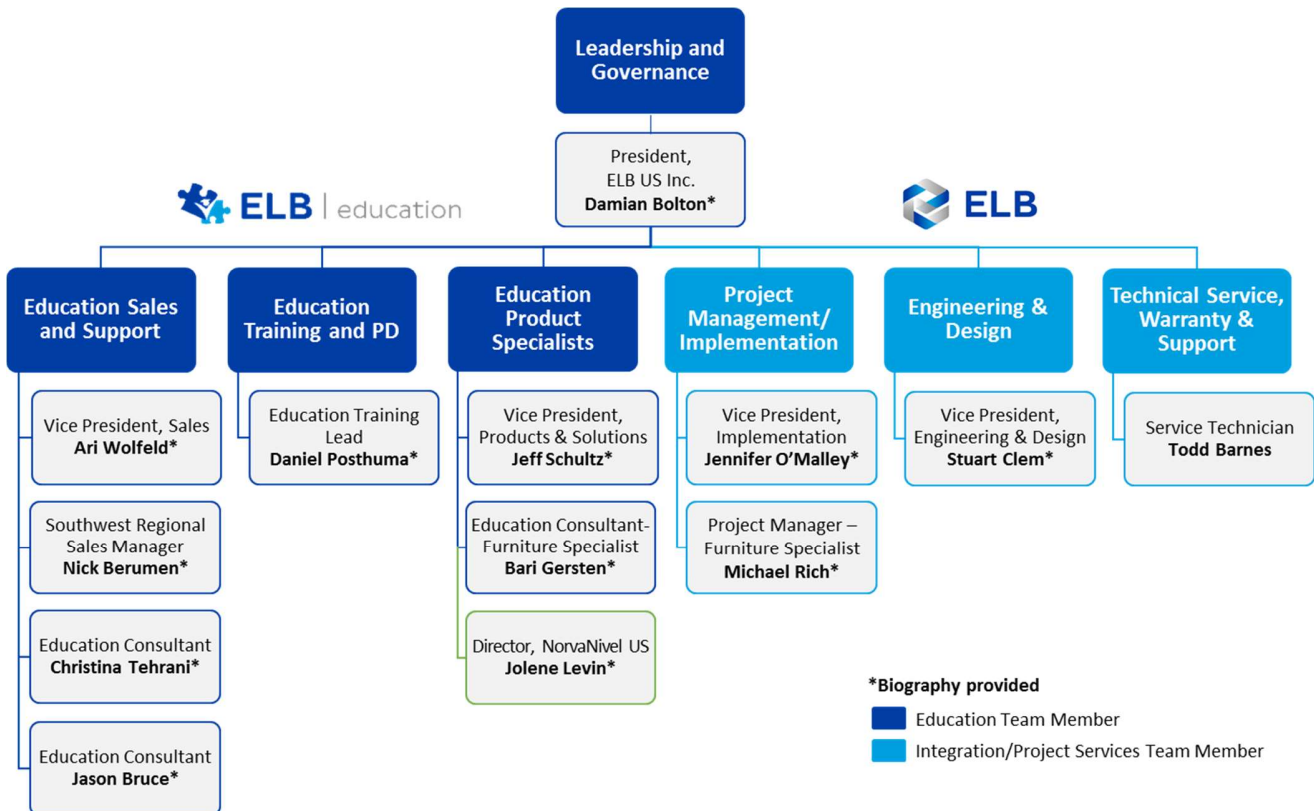 Leadership and
Governance
President,
ELB US Inc.
Damian Bolton*
ELB | education
ELB
Education Sales
and Support
Education
Training and PD
Education
Product
Specialists
Project
Management/
Implementation
Engineering &
Design
Technical Service,
Warranty &
Support
Vice President, Sales
Ari Wolfeld*
Southwest Regional
Sales Manager
Nick Berumen*
Education Consultant
Christina Tehrani*
Education Consultant
Jason Bruce*
Education Training
Lead
Daniel Posthuma*
Vice President,
Products & Solutions
Jeff Schultz*
Education Consultant-
Furniture Specialist
Bari Gersten*
Director, NorvaNivel US
Jolene Levin*
Vice President,
Implementation
Jennifer O’Malley*
Project Manager –
Furniture Specialist
Michael Rich*
Vice President,
Engineering & Design
Stuart Clem*
Service Technician
Todd Barnes
*Biography provided
Education Team Member
Integration/Project Services Team Member